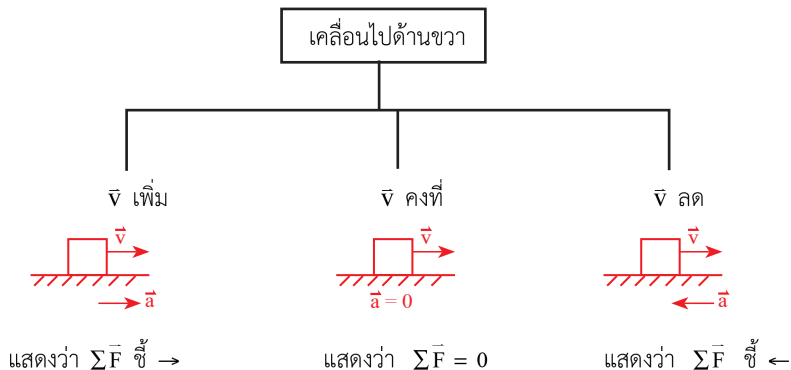 เคลื่อนไปด้านขวา
v⃗ เพิ่ม
v⃗
a⃗
แสดงว่า ΣF⃗ ชี้ →
v⃗ คงที่
v⃗
a⃗ = 0
แสดงว่า ΣF⃗ = 0
v⃗ ลด
v⃗
a⃗
แสดงว่า ΣF⃗ ชี้ ←